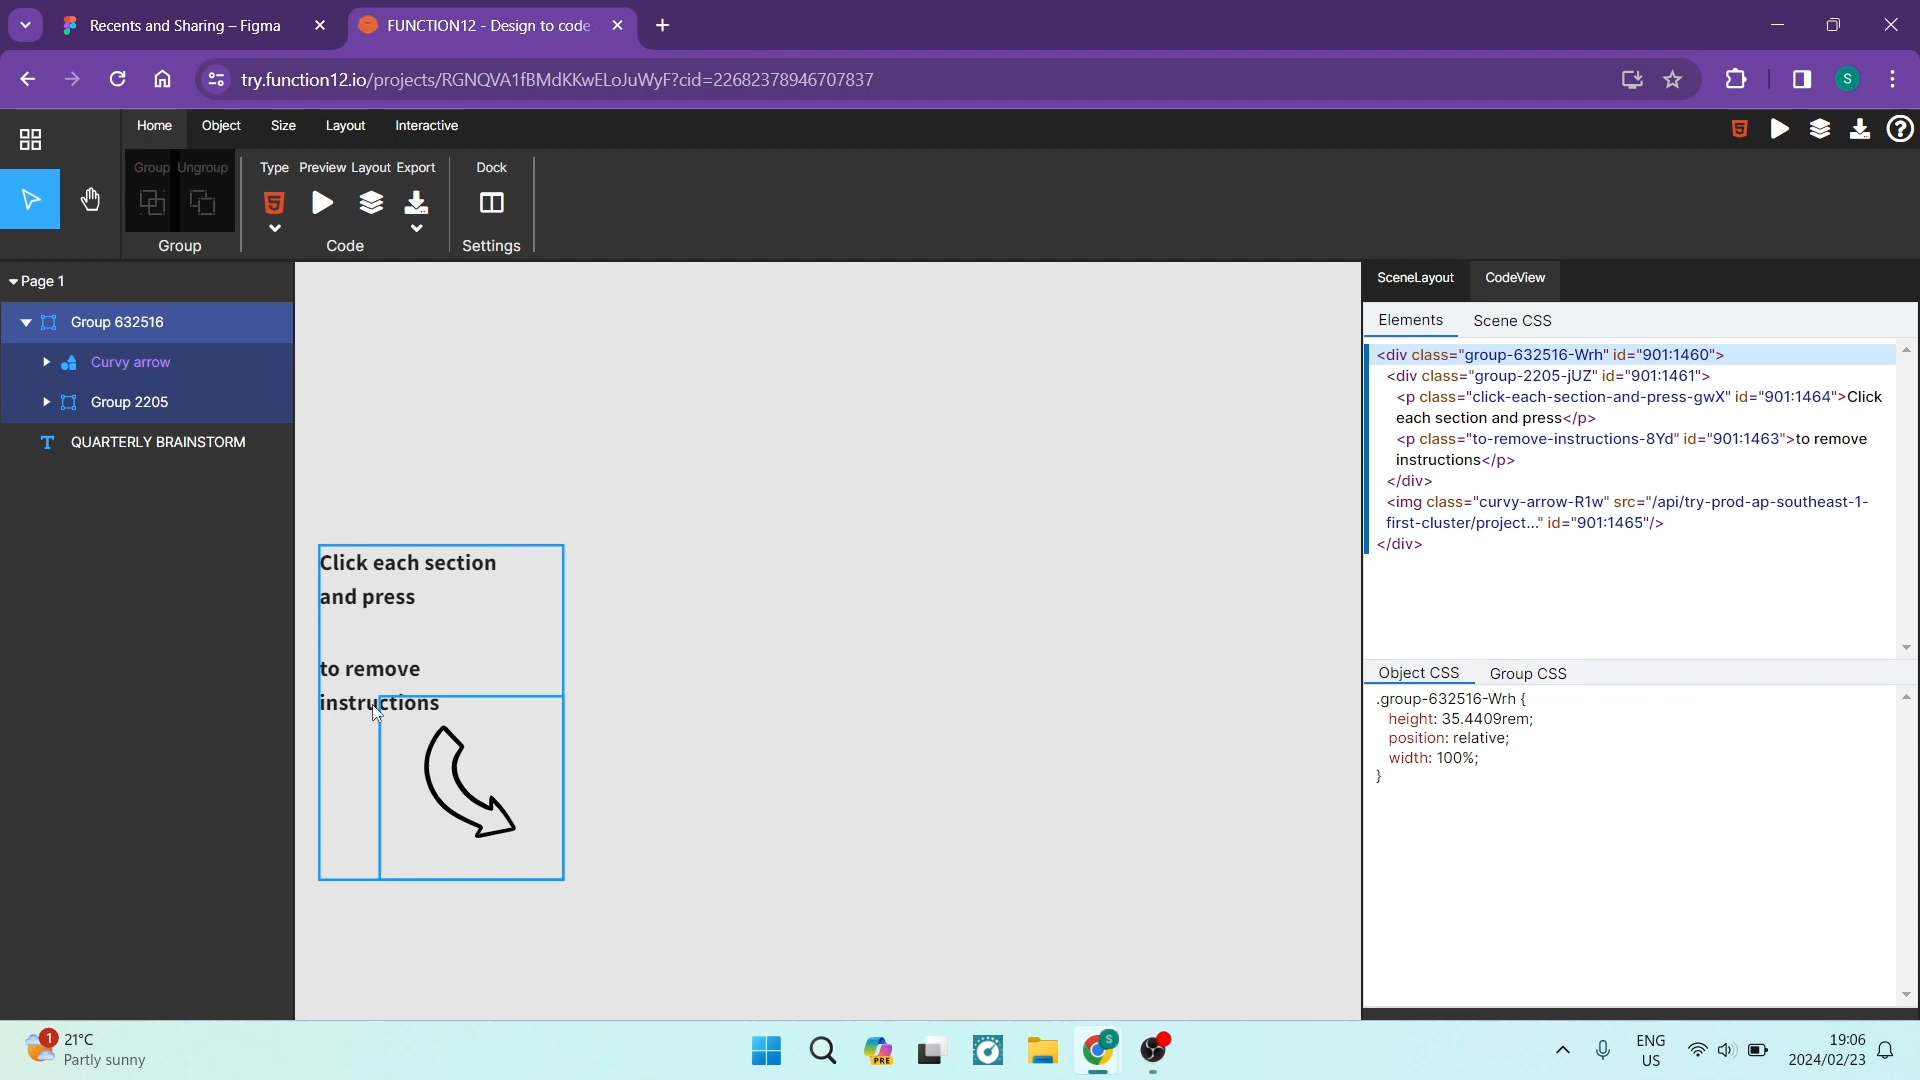 Recents and Sharing – Figma
FUNCTION12 - Design to code
try.function12.io/projects/RGNQVA1fBMdKKwELoJuWyF?cid=22682378946707837
S
Home Object Size Layout Interactive
Group Ungroup
Type Preview Layout Export
Dock
Group
Code
Settings
Page 1
Group 632516
Curvy arrow
Group 2205
QUARTERLY BRAINSTORM
Click each section
and press
to remove
instructions
SceneLayout CodeView
Elements Scene CSS
<div class="group-632516-Wrh" id="901:1460">
<div class="group-2205-jUZ" id="901:1461">
<p class="click-each-section-and-press-gwX" id="901:1464">Click
each section and press</p>
<p class="to-remove-instructions-8Yd" id="901:1463">to remove
instructions</p>
</div>
<img class="curvy-arrow-R1w" src="/api/try-prod-ap-southeast-1-
first-cluster/project..." id="901:1465"/>
</div>
Object CSS Group CSS
.group-632516-Wrh {
height: 35.4409rem;
position: relative;
width: 100%;
}
1
21°C
Partly sunny
PRE
S
ENG
US
19:06
2024/02/23